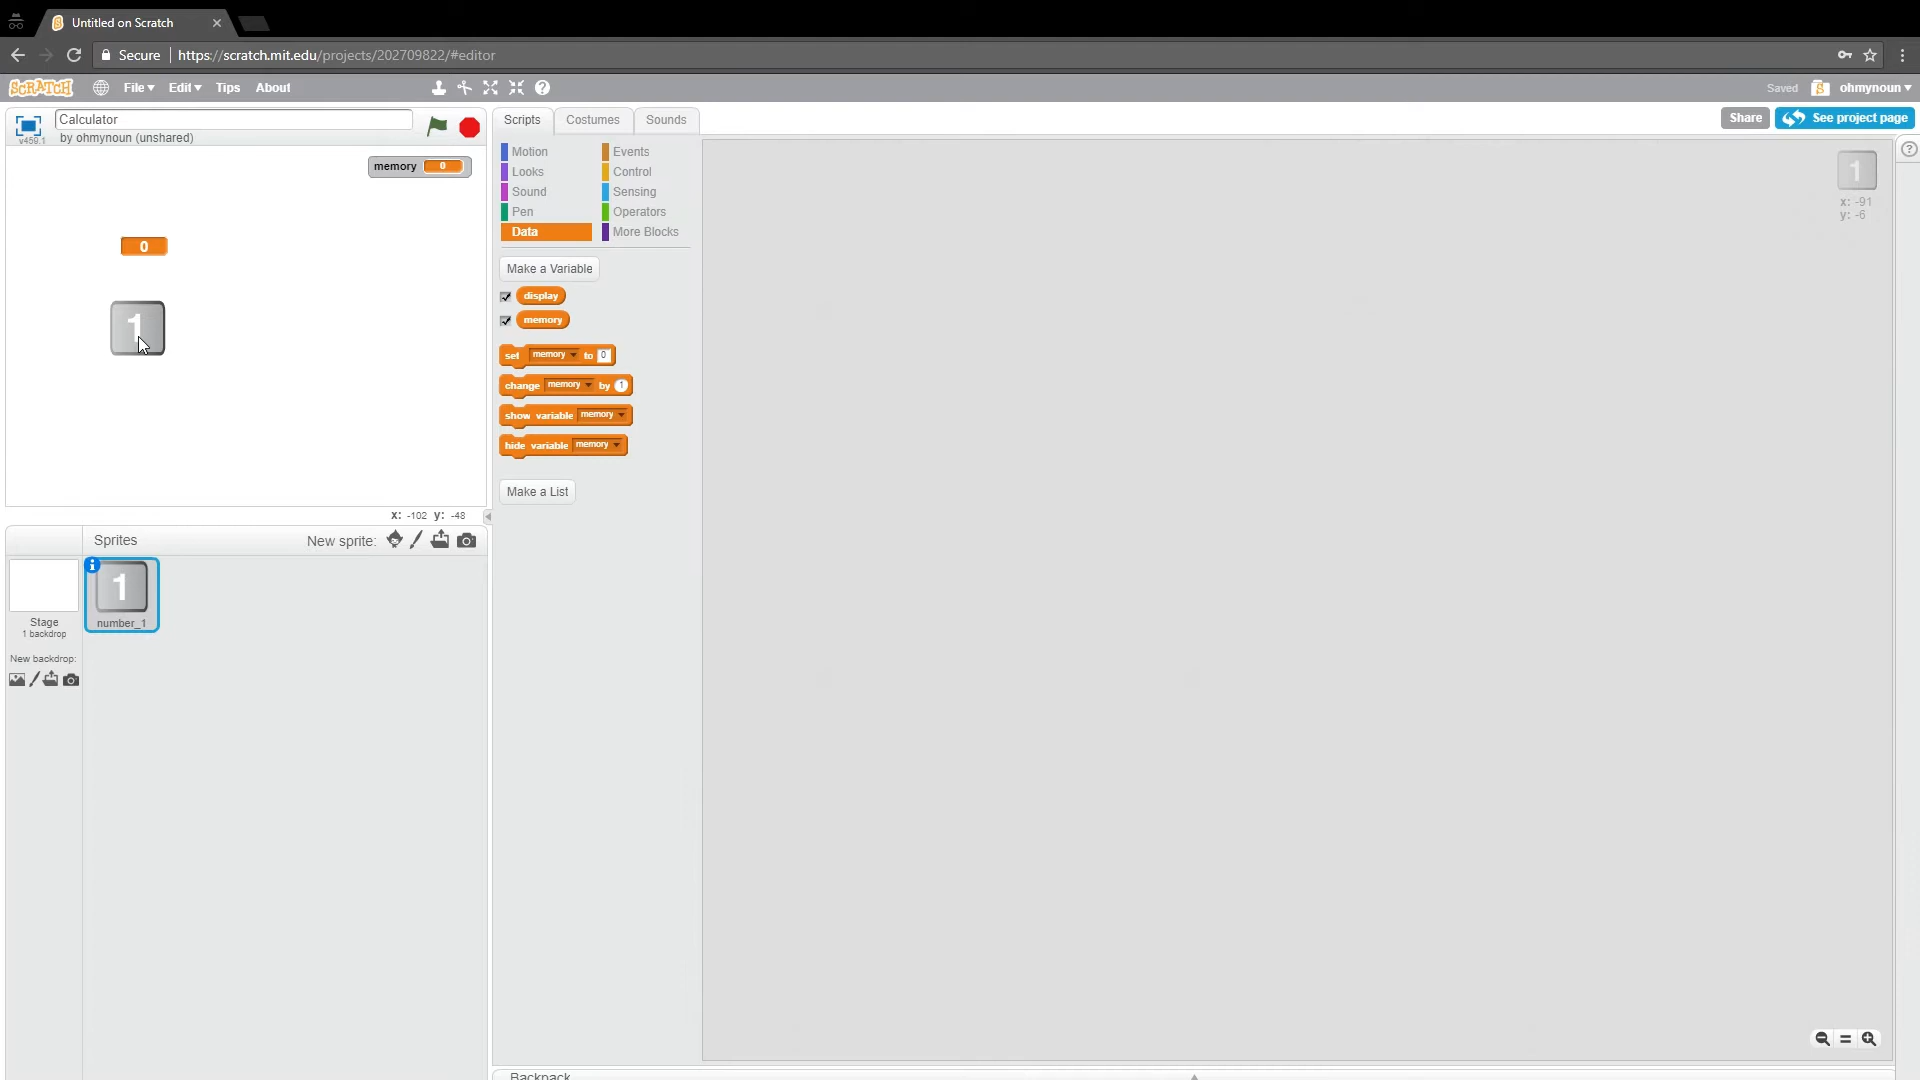 Untitled on Scratch
Secure
https://scratch.mit.edu/projects/202709822/#editor
SCRATCH
File
Edit
Tips
About
Saved
S
ohmynoun
v459.1
Calculator
by ohmynoun (unshared)
Scripts
Costumes
Sounds
Share
See project page
memory 0
0
1
Motion
Looks
Sound
Pen
Data
Events
Control
Sensing
Operators
More Blocks
Make a Variable
display
memory
set memory to 0
change memory by 1
show variable memory
hide variable memory
Make a List
1
x: -91
y: -6
?
X: -102 y: -48
Sprites
New sprite:
i
1
number_1
Stage
1 backdrop
New backdrop:
Backpack